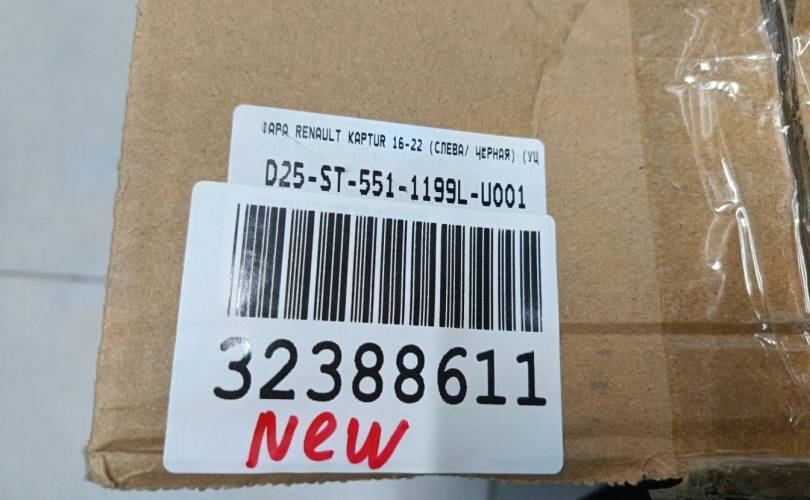 ФАРА RENAULT KAPTUR 16-22 (СЛЕВА/ ЧЕРНАЯ) (УЦ
D25-ST-551-1199L-U001
32388611
New